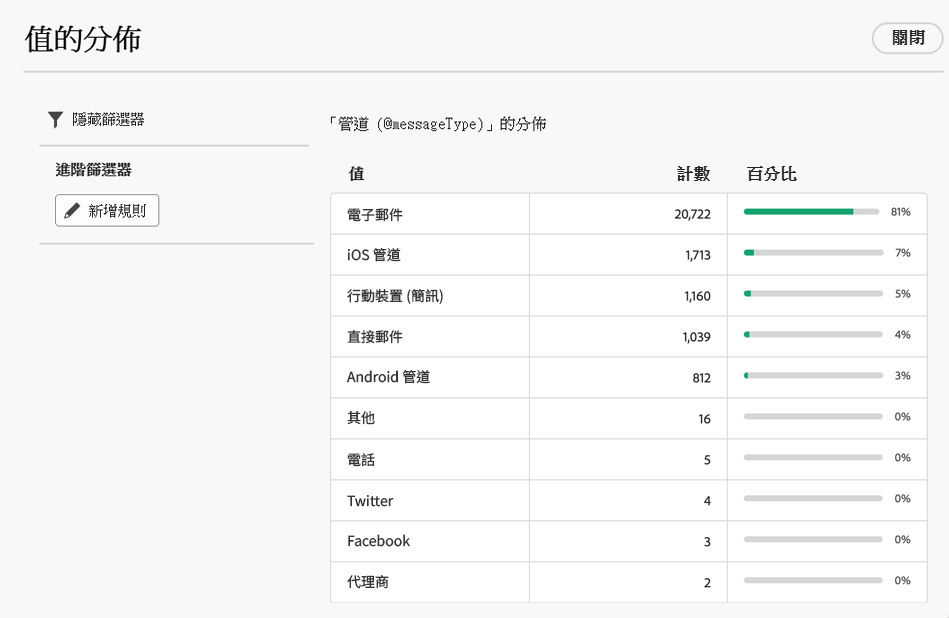 值的分佈
關閉
隱藏篩選器
進階篩選器
新增規則
「管道 (@messageType)」的分佈
值 計數 百分比
電子郵件 20,722 81%
iOS 管道 1,713 7%
行動裝置 (簡訊) 1,160 5%
直接郵件 1,039 4%
Android 管道 812 3%
其他 16 0%
電話 5 0%
Twitter 4 0%
Facebook 3 0%
代理商 2 0%